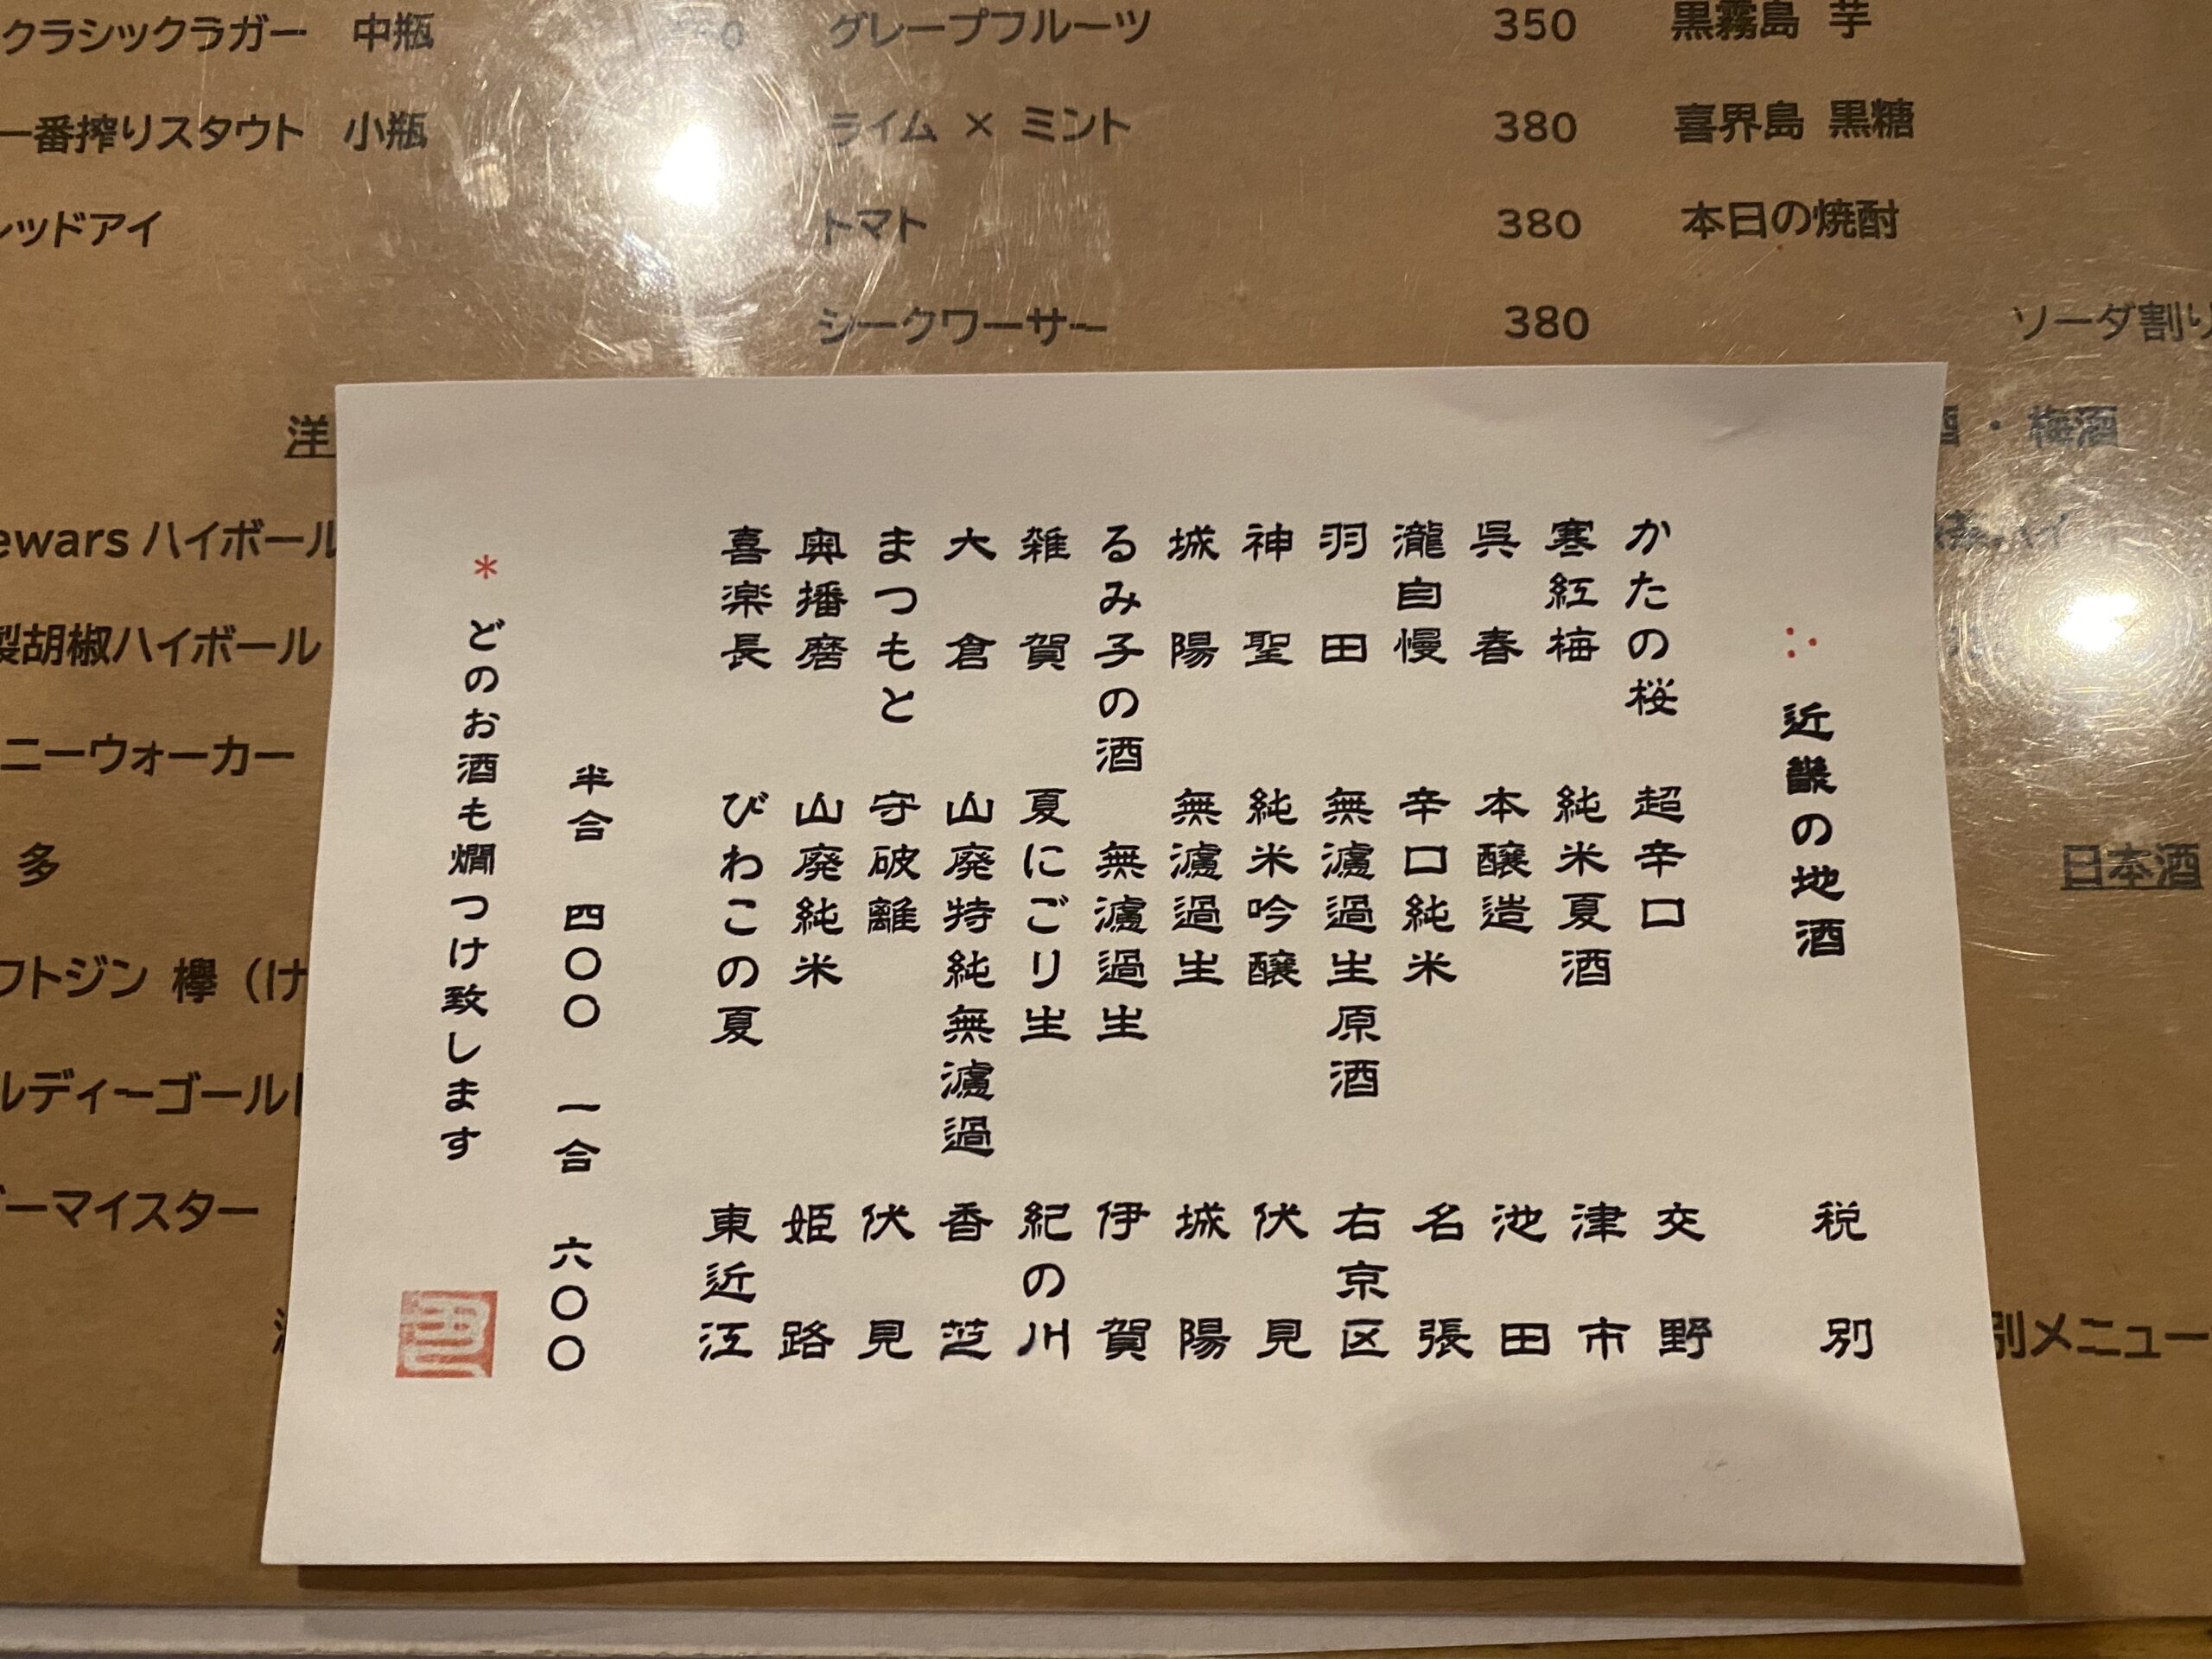 クラシックラガー 中瓶
一番搾りスタウト 小瓶
ッドアイ
グレープフルーツ 350
ライム × ミント 380
トマト 380
シークワーサー 380
黒霧島 芋
喜界島 黒糖
本日の焼酎
ソーダ割り
洋
・梅酒
ewars ハイボール
製胡椒ハイボール
ニーウォーカー
多
フトジン 欅（け
ルディーゴール
ーマイスター
日本酒
別メニュー
近畿の地酒 税別
かたの桜 超辛口 交野
寒紅梅 純米夏酒 津市
呉春 本醸造 池田
瀧自慢 辛口純米 名張
羽田 無濾過生原酒 右京区
神聖 純米吟醸 伏見
城陽 無濾過生 城陽
るみ子の酒 無濾過生 伊賀
雑賀 夏にごり生 紀の川
大倉 山廃特純無濾過 香芝
まつもと 守破離 伏見
奥播磨 山廃純米 姫路
喜楽長 びわこの夏 東近江
半合 四〇〇 一合 六〇〇
* どのお酒も燗つけ致します